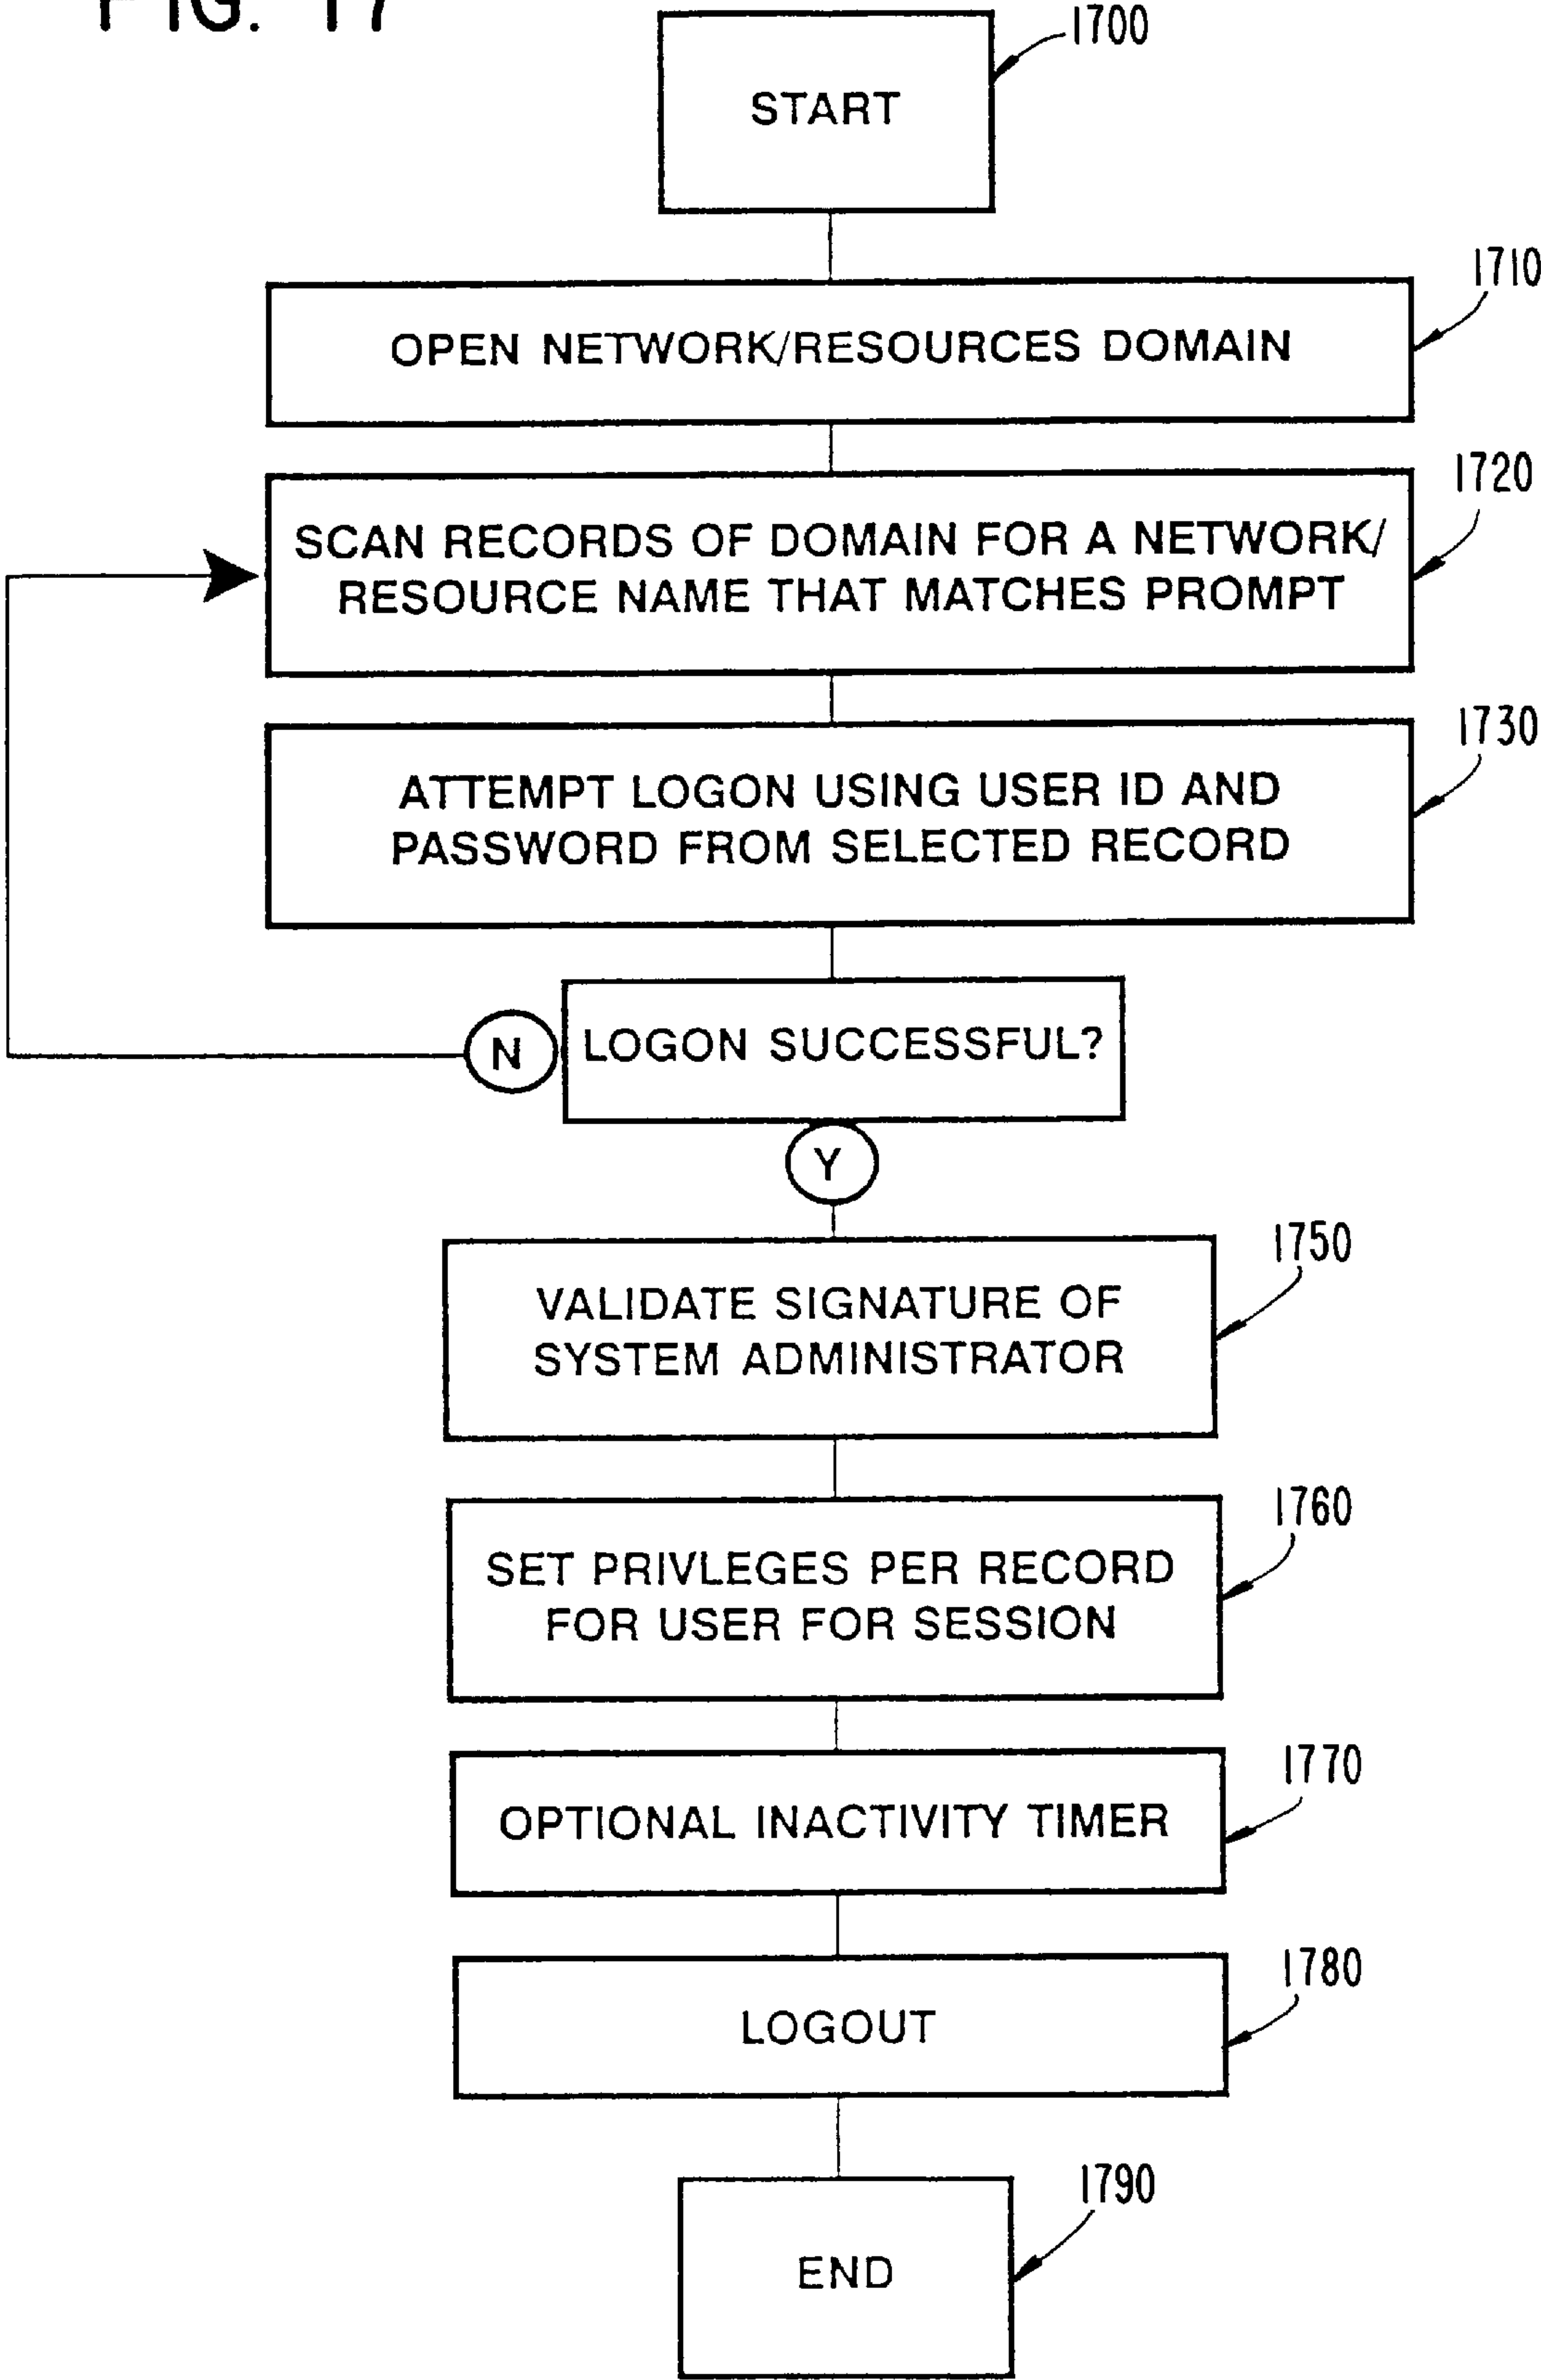 FIG. 17
1700
START
1710
OPEN NETWORK/RESOURCES DOMAIN
1720
SCAN RECORDS OF DOMAIN FOR A NETWORK/
RESOURCE NAME THAT MATCHES PROMPT
1730
ATTEMPT LOGON USING USER ID AND
PASSWORD FROM SELECTED RECORD
N
LOGON SUCCESSFUL?
Y
1750
VALIDATE SIGNATURE OF
SYSTEM ADMINISTRATOR
1760
SET PRIVLEGES PER RECORD
FOR USER FOR SESSION
1770
OPTIONAL INACTIVITY TIMER
1780
LOGOUT
1790
END